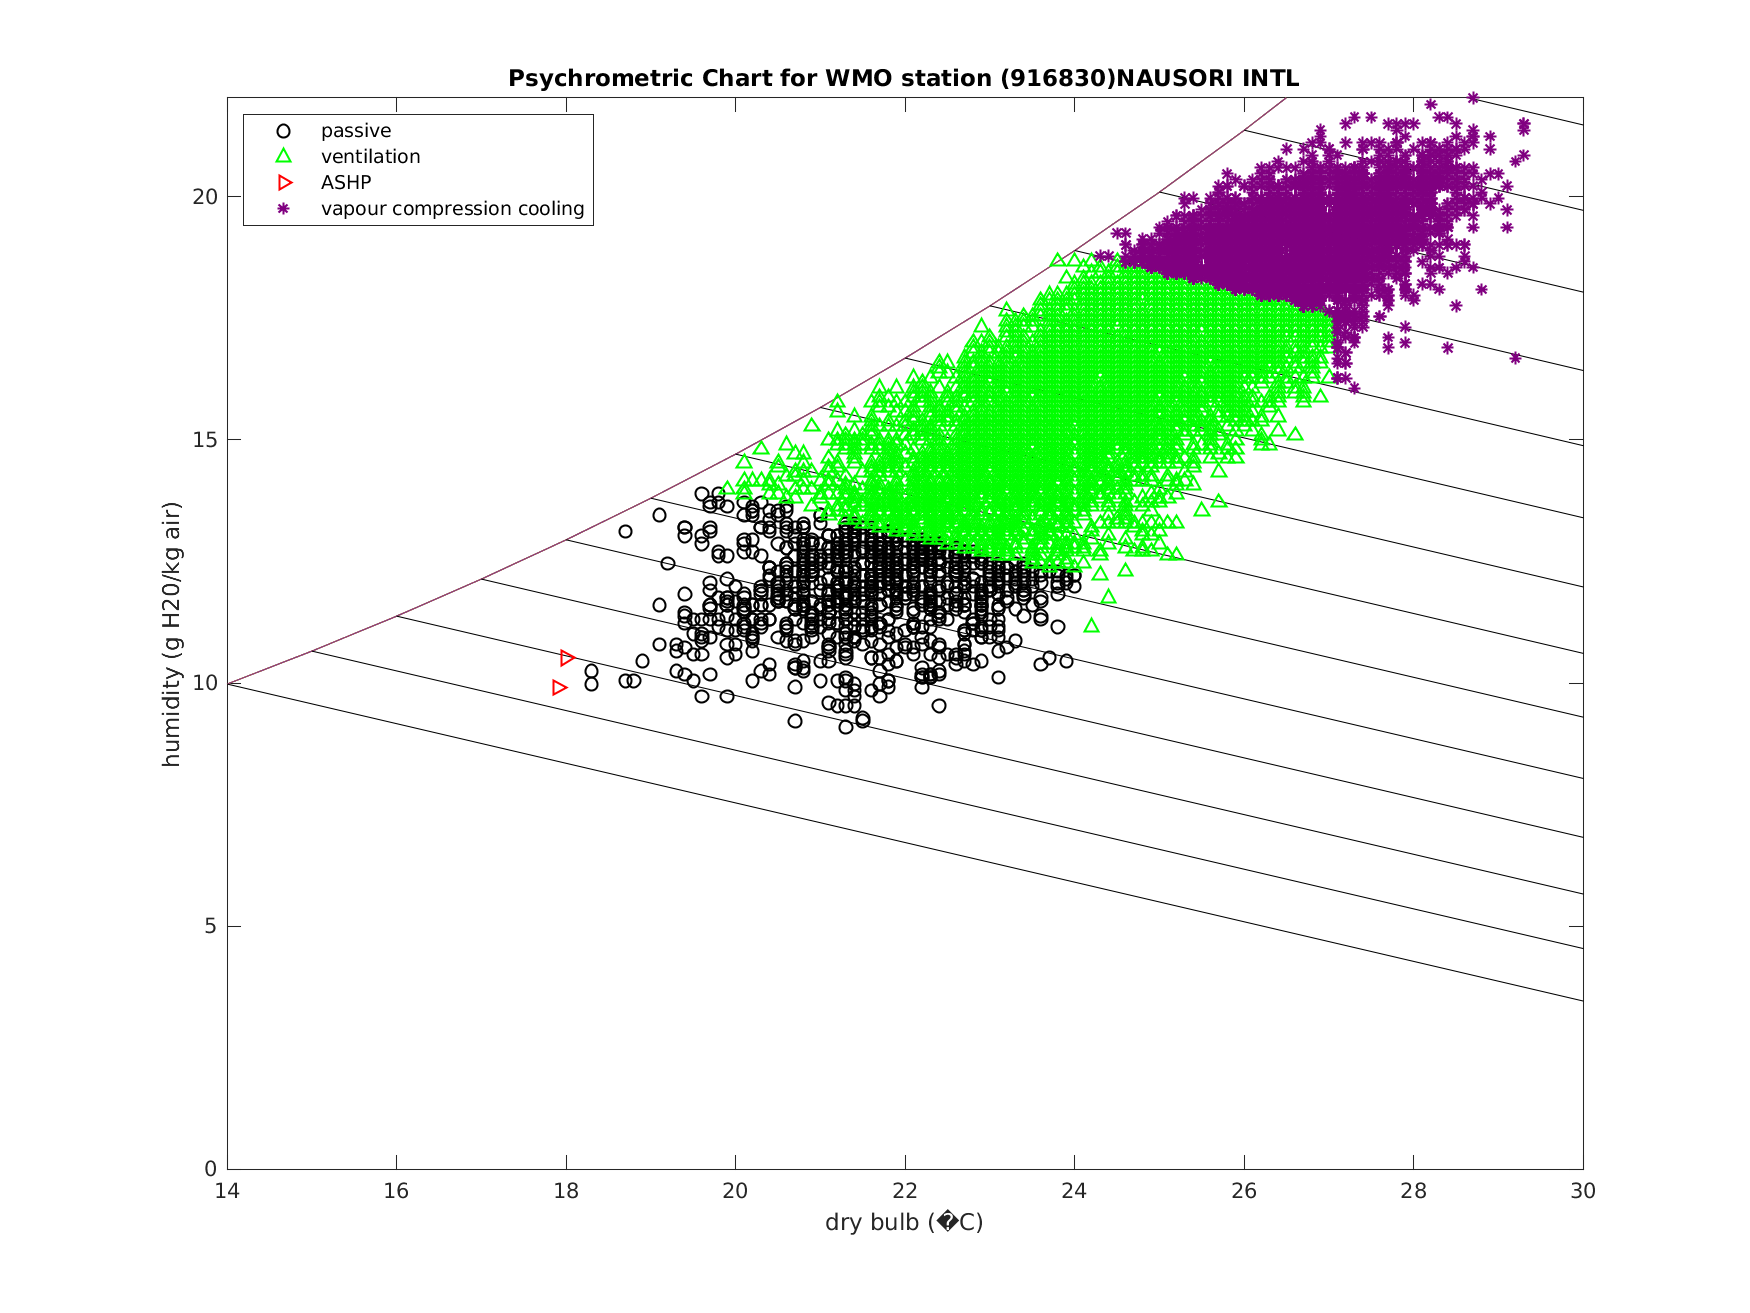 Psychrometric Chart for WMO station (916830)NAUSORI INTL
passive
ventilation
ASHP
vapour compression cooling
humidity (g H20/kg air)
20
15
10
5
0
14 16 18 20 22 24 26 28 30
dry bulb (�C)